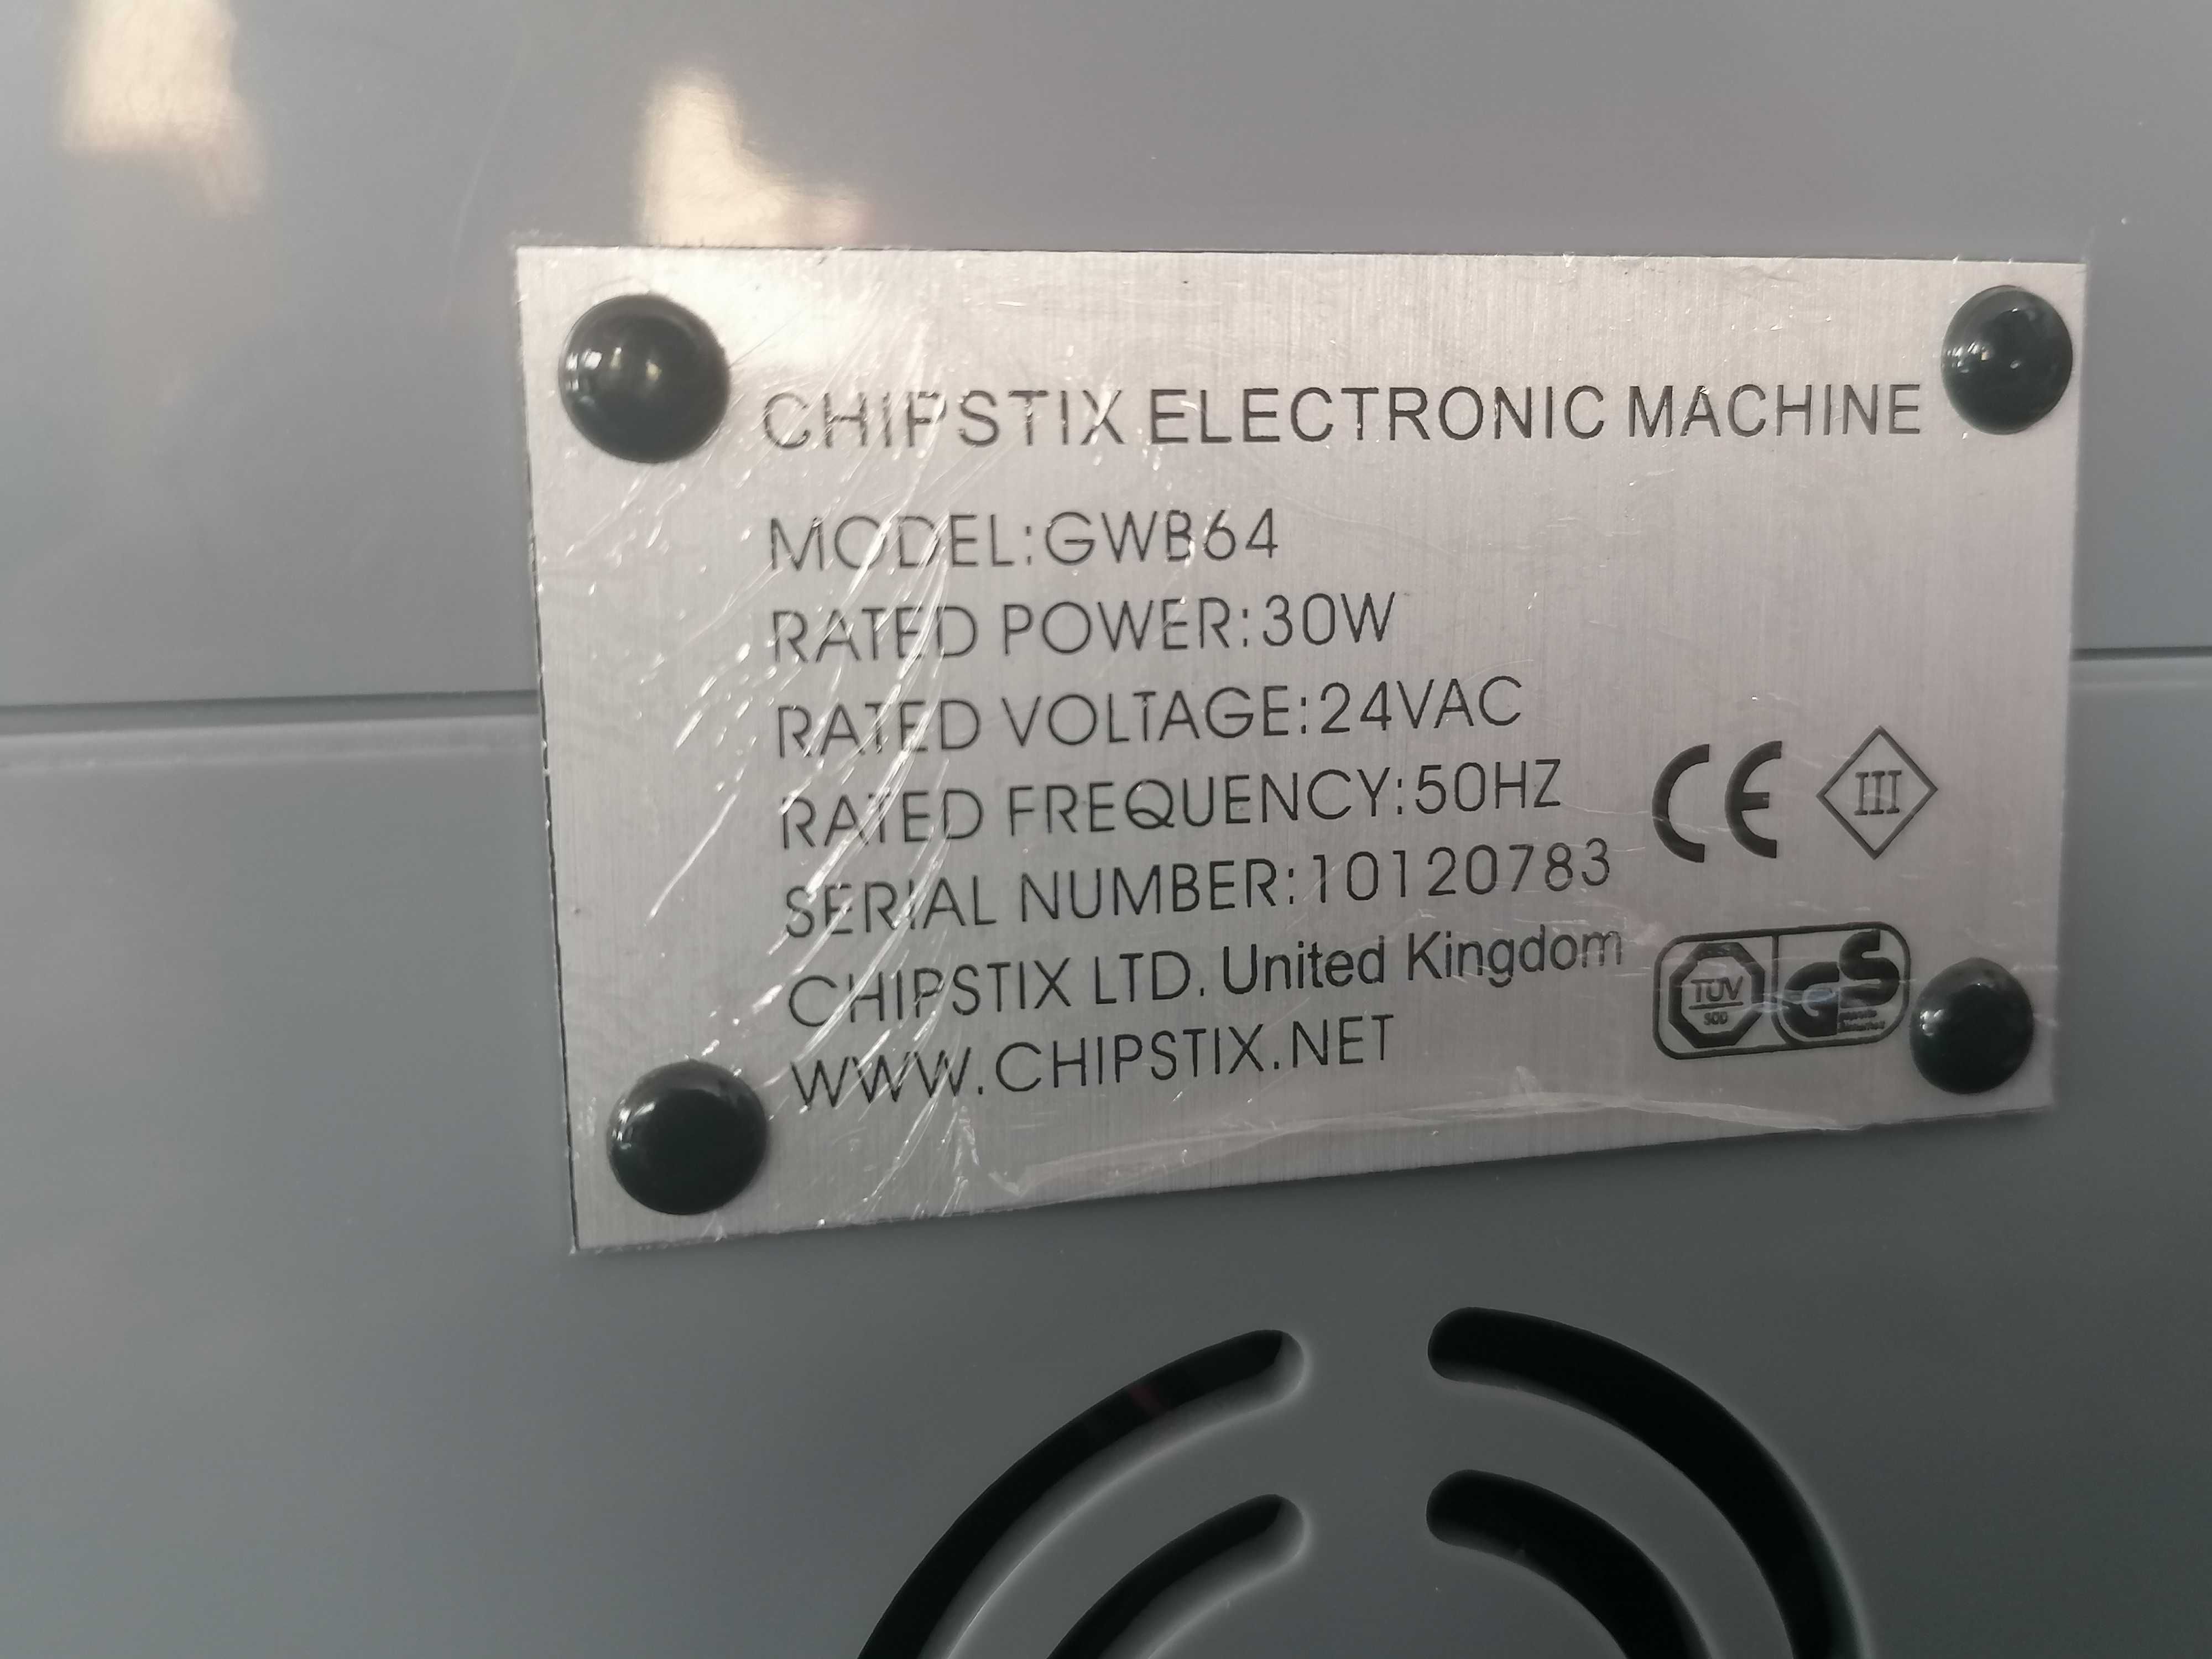 CHIPSTIX ELECTRONIC MACHINE
MODEL:GWB64
RATED POWER:30W
RATED VOLTAGE:24VAC
RATED FREQUENCY:50HZ
SERIAL NUMBER:10120783
CHIPSTIX LTD. United Kingdom
WWW.CHIPSTIX.NET
CE III
TÜV GS
SÜD